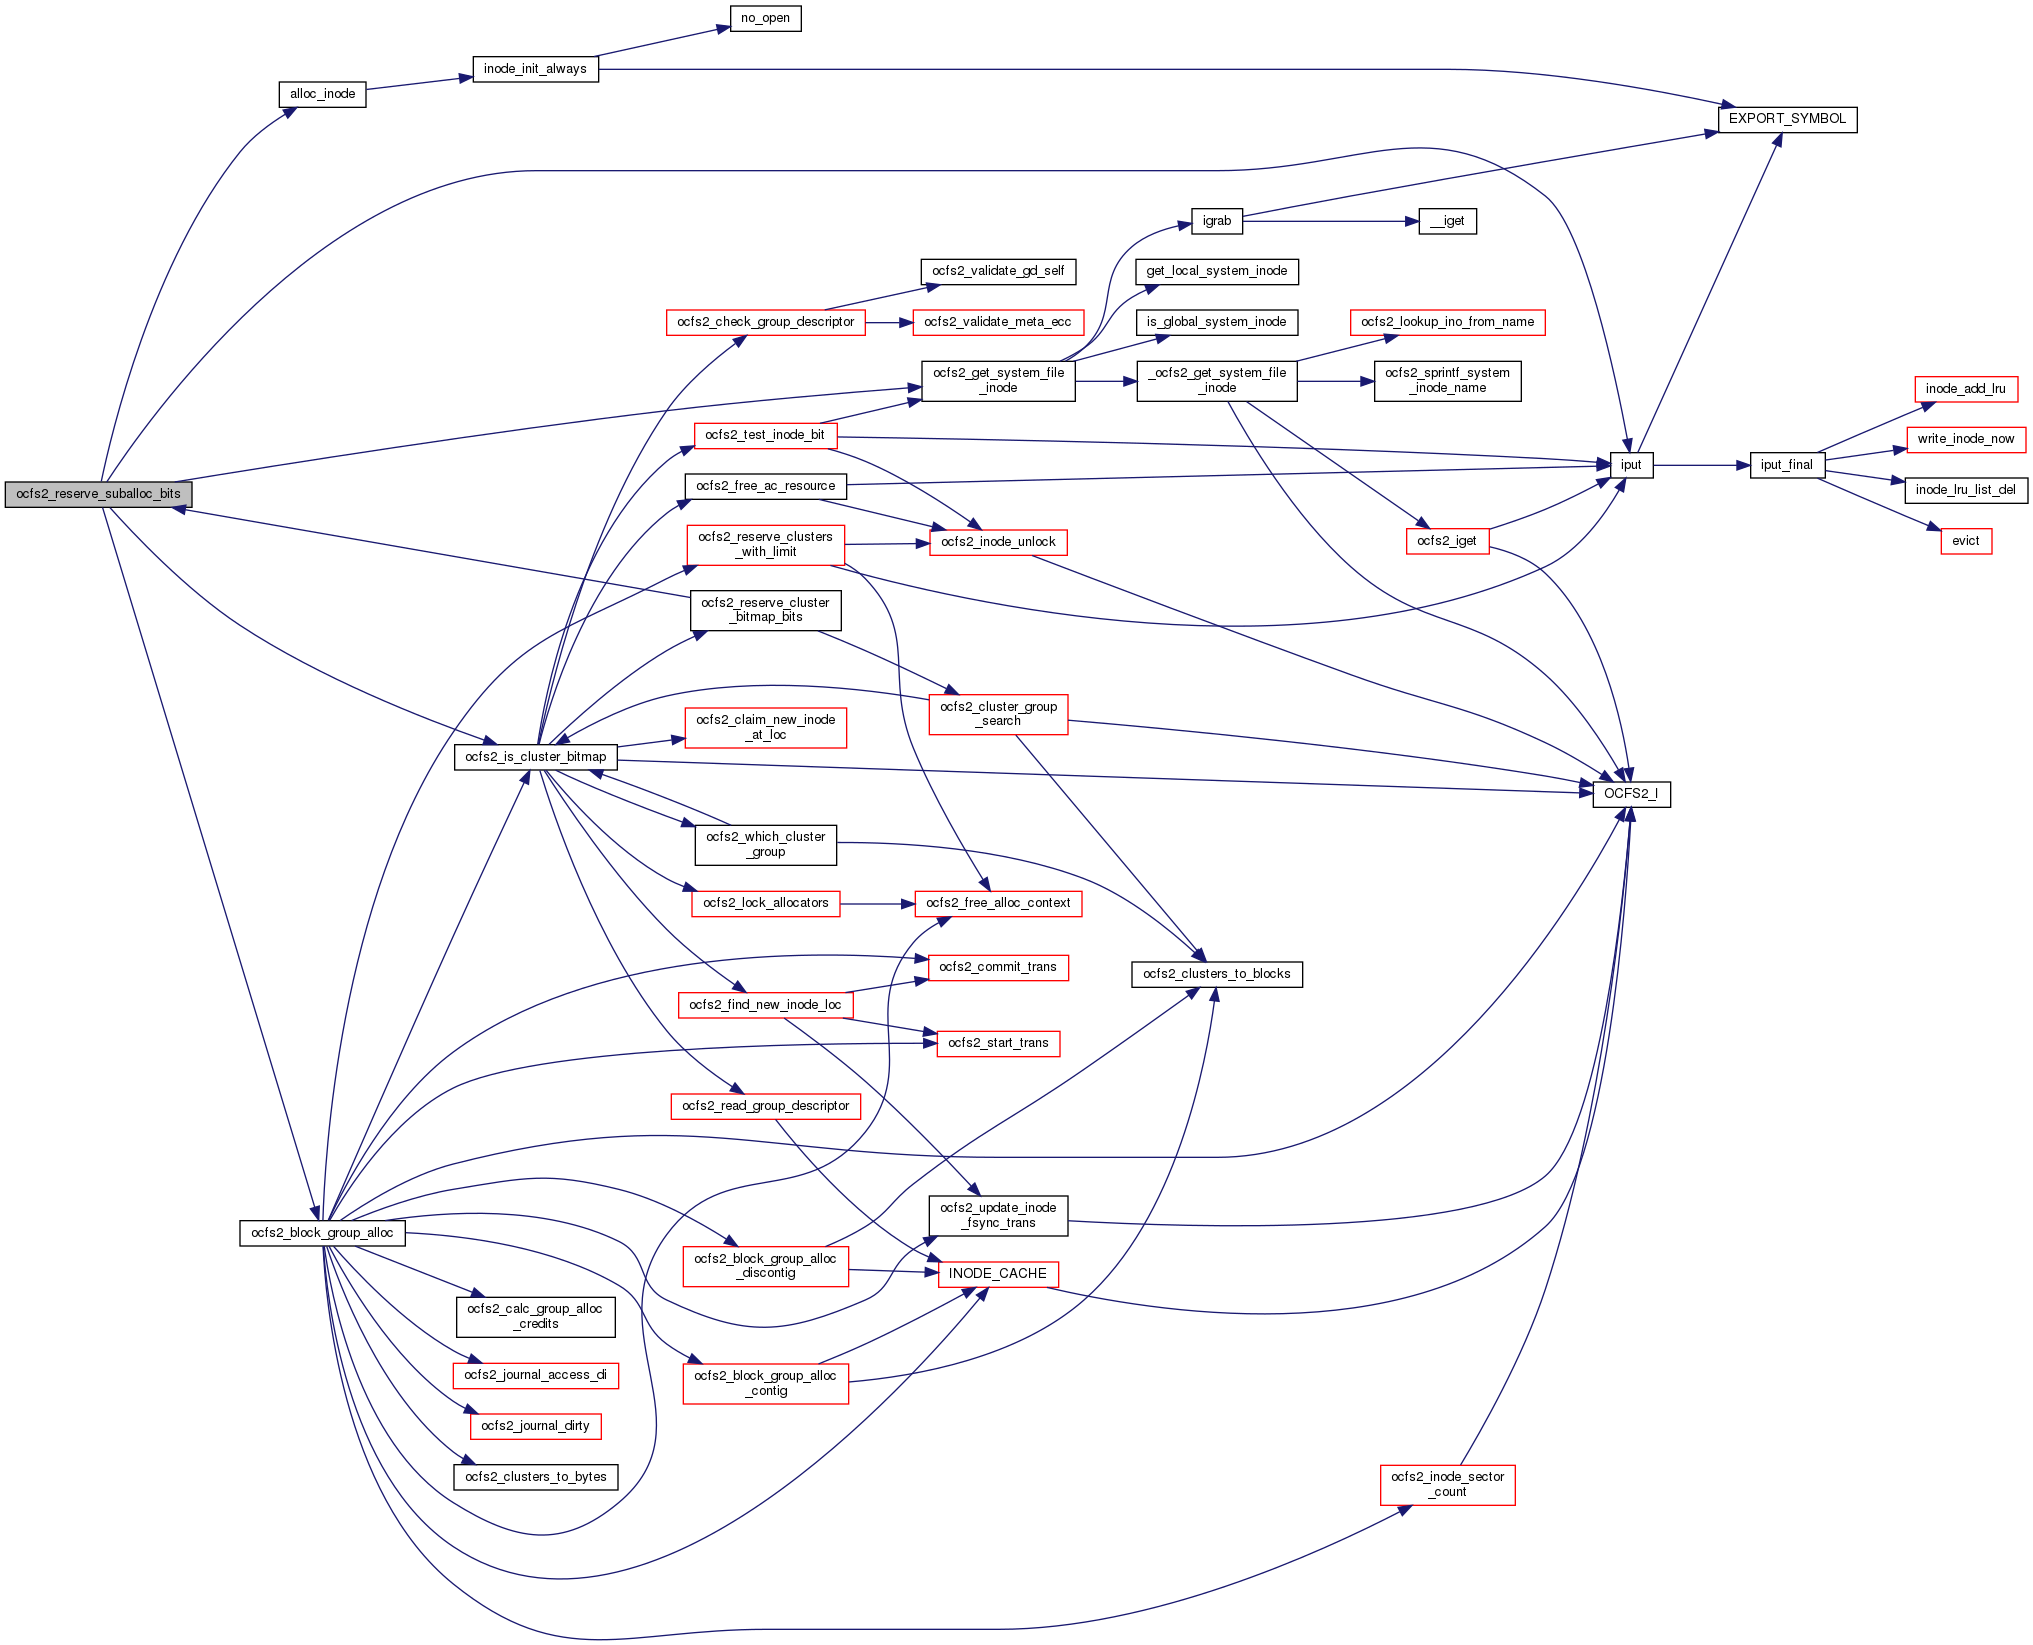 no_open
inode_init_always
alloc_inode
EXPORT_SYMBOL
igrab
__iget
ocfs2_validate_gd_self
get_local_system_inode
ocfs2_check_group_descriptor
ocfs2_validate_meta_ecc
is_global_system_inode
ocfs2_lookup_ino_from_name
ocfs2_get_system_file
_inode
_ocfs2_get_system_file
_inode
ocfs2_sprintf_system
_inode_name
inode_add_lru
ocfs2_test_inode_bit
write_inode_now
iput
iput_final
ocfs2_free_ac_resource
inode_lru_list_del
ocfs2_reserve_suballoc_bits
ocfs2_reserve_clusters
_with_limit
ocfs2_inode_unlock
ocfs2_iget
evict
ocfs2_reserve_cluster
_bitmap_bits
ocfs2_cluster_group
_search
ocfs2_claim_new_inode
_at_loc
ocfs2_is_cluster_bitmap
OCFS2_I
ocfs2_which_cluster
_group
ocfs2_lock_allocators
ocfs2_free_alloc_context
ocfs2_commit_trans
ocfs2_clusters_to_blocks
ocfs2_find_new_inode_loc
ocfs2_start_trans
ocfs2_read_group_descriptor
ocfs2_update_inode
_fsync_trans
ocfs2_block_group_alloc
ocfs2_block_group_alloc
_discontig
INODE_CACHE
ocfs2_calc_group_alloc
_credits
ocfs2_journal_access_di
ocfs2_block_group_alloc
_contig
ocfs2_journal_dirty
ocfs2_clusters_to_bytes
ocfs2_inode_sector
_count